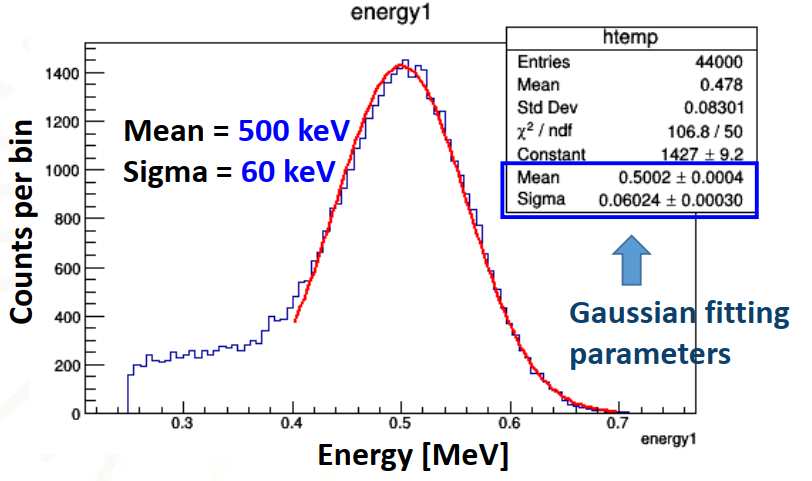 energy1
htemp
Entries 44000
Mean 0.478
Std Dev 0.08301
χ² / ndf 106.8 / 50
Constant 1427 ± 9.2
Mean 0.5002 ± 0.0004
Sigma 0.06024 ± 0.00030
Mean = 500 keV
Sigma = 60 keV
Gaussian fitting
parameters
Counts per bin
1400
1200
1000
800
600
400
200
0
0.3 0.4 0.5 0.6 0.7
energy1
Energy [MeV]